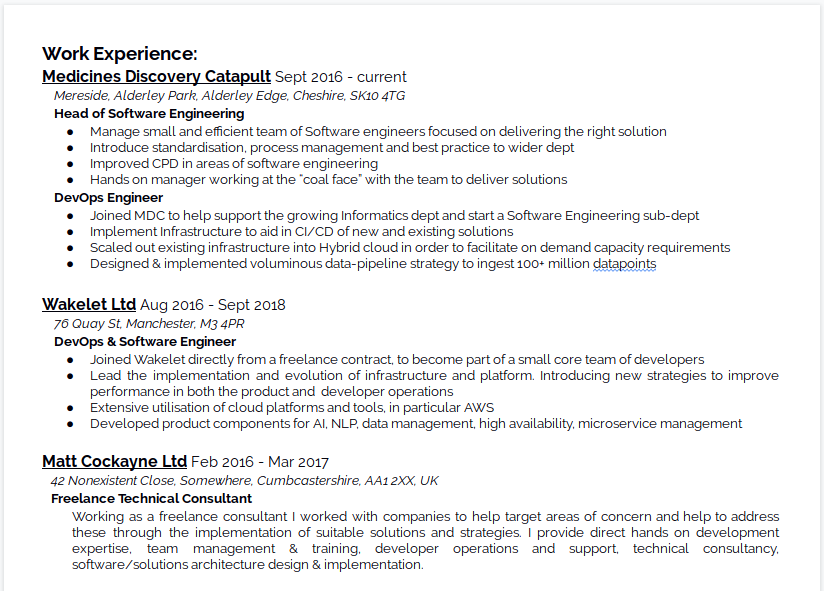 Work Experience:
Medicines Discovery Catapult Sept 2016 - current
Mereside, Alderley Park, Alderley Edge, Cheshire, SK10 4TG
Head of Software Engineering
● Manage small and efficient team of Software engineers focused on delivering the right solution
● Introduce standardisation, process management and best practice to wider dept
● Improved CPD in areas of software engineering
● Hands on manager working at the "coal face" with the team to deliver solutions
DevOps Engineer
● Joined MDC to help support the growing Informatics dept and start a Software Engineering sub-dept
● Implement Infrastructure to aid in CI/CD of new and existing solutions
● Scaled out existing infrastructure into Hybrid cloud in order to facilitate on demand capacity requirements
● Designed & implemented voluminous data-pipeline strategy to ingest 100+ million datapoints
Wakelet Ltd Aug 2016 - Sept 2018
76 Quay St, Manchester, M3 4PR
DevOps & Software Engineer
● Joined Wakelet directly from a freelance contract, to become part of a small core team of developers
● Lead the implementation and evolution of infrastructure and platform. Introducing new strategies to improve
performance in both the product and developer operations
● Extensive utilisation of cloud platforms and tools, in particular AWS
● Developed product components for AI, NLP, data management, high availability, microservice management
Matt Cockayne Ltd Feb 2016 - Mar 2017
42 Nonexistent Close, Somewhere, Cumbcastershire, AA1 2XX, UK
Freelance Technical Consultant
Working as a freelance consultant I worked with companies to help target areas of concern and help to address
these through the implementation of suitable solutions and strategies. I provide direct hands on development
expertise, team management & training, developer operations and support, technical consultancy,
software/solutions architecture design & implementation.